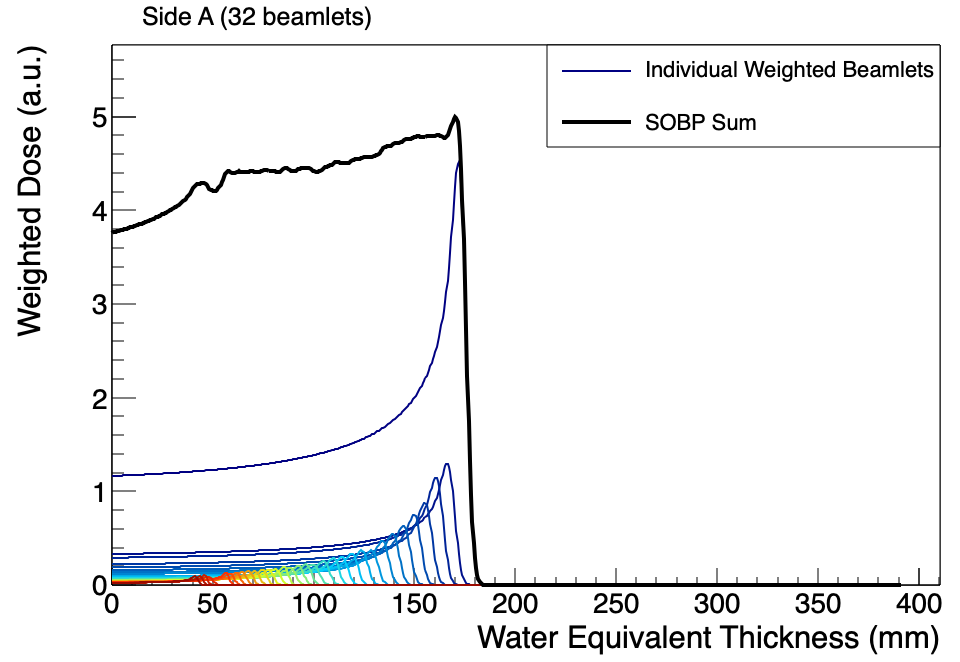 Side A (32 beamlets)
Weighted Dose (a.u.)
Individual Weighted Beamlets
SOBP Sum
5
4
3
2
1
0
0 50 100 150 200 250 300 350 400
Water Equivalent Thickness (mm)